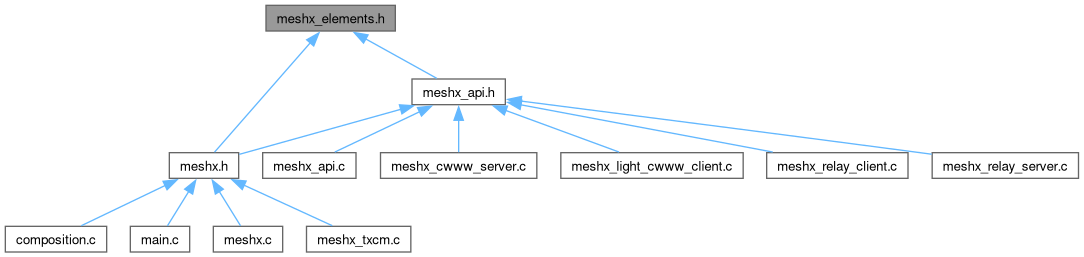 meshx_elements.h
meshx_api.h
meshx.h
meshx_api.c
meshx_cwww_server.c
meshx_light_cwww_client.c
meshx_relay_client.c
meshx_relay_server.c
composition.c
main.c
meshx.c
meshx_txcm.c